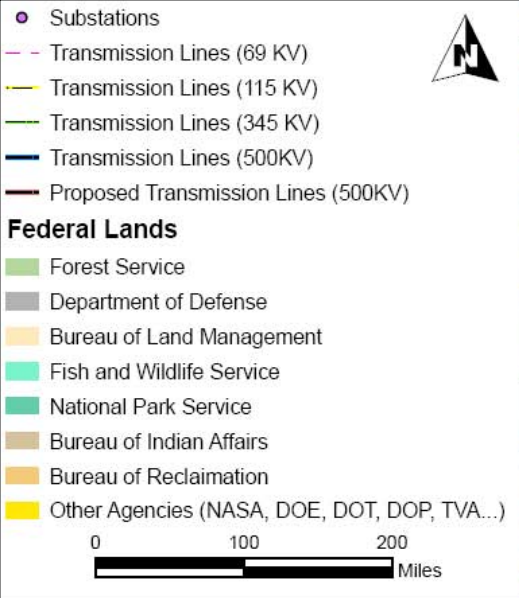 Substations
N
Transmission Lines (69 KV)
Transmission Lines (115 KV)
Transmission Lines (345 KV)
Transmission Lines (500KV)
Proposed Transmission Lines (500KV)
Federal Lands
Forest Service
Department of Defense
Bureau of Land Management
Fish and Wildlife Service
National Park Service
Bureau of Indian Affairs
Bureau of Reclaimation
Other Agencies (NASA, DOE, DOT, DOP, TVA...)
0 100 200
Miles